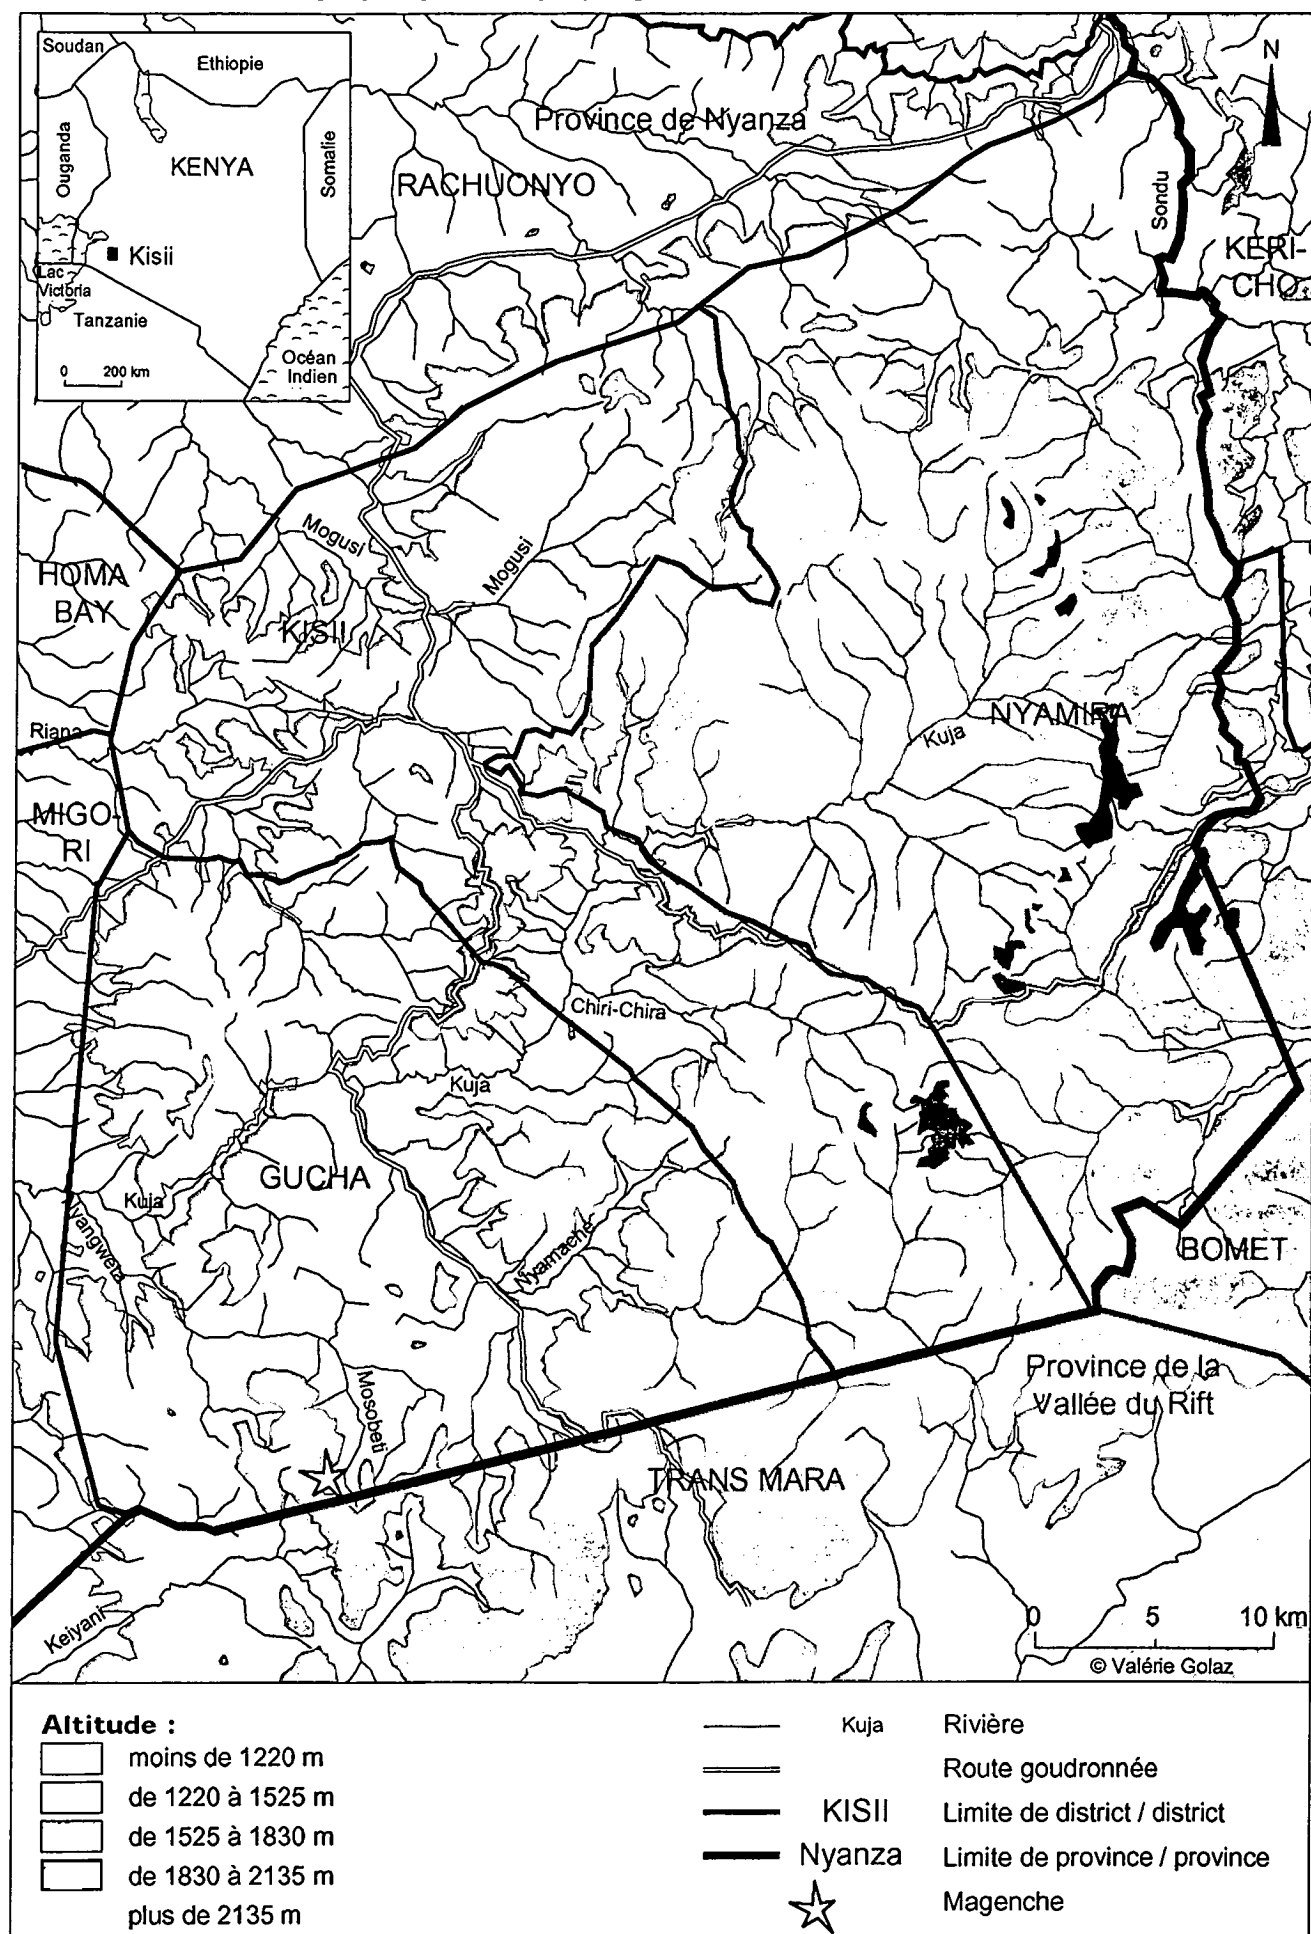 Soudan
Ethiopie
Ouganda
KENYA
Somalie
Kisii
Lac
Victoria
Tanzanie
Océan
Indien
0 200 km
N
Province de Nyanza
RACHUONYO
Sondu
KERI-
CHO
HOMA
BAY
Mogusi
Mogusi
KISII
Riana
NYAMIRA
Kuja
MIGO-
RI
Chiri-Chira
Kuja
GUCHA
Kuja
Nyangweta
Nyamache
BOMET
Mosobeti
Province de la
Vallée du Rift
TRANS MARA
Keiyani
0 5 10 km
© Valérie Golaz
Altitude :
moins de 1220 m
de 1220 à 1525 m
de 1525 à 1830 m
de 1830 à 2135 m
plus de 2135 m
Kuja Rivière
Route goudronnée
KISII Limite de district / district
Nyanza Limite de province / province
Magenche